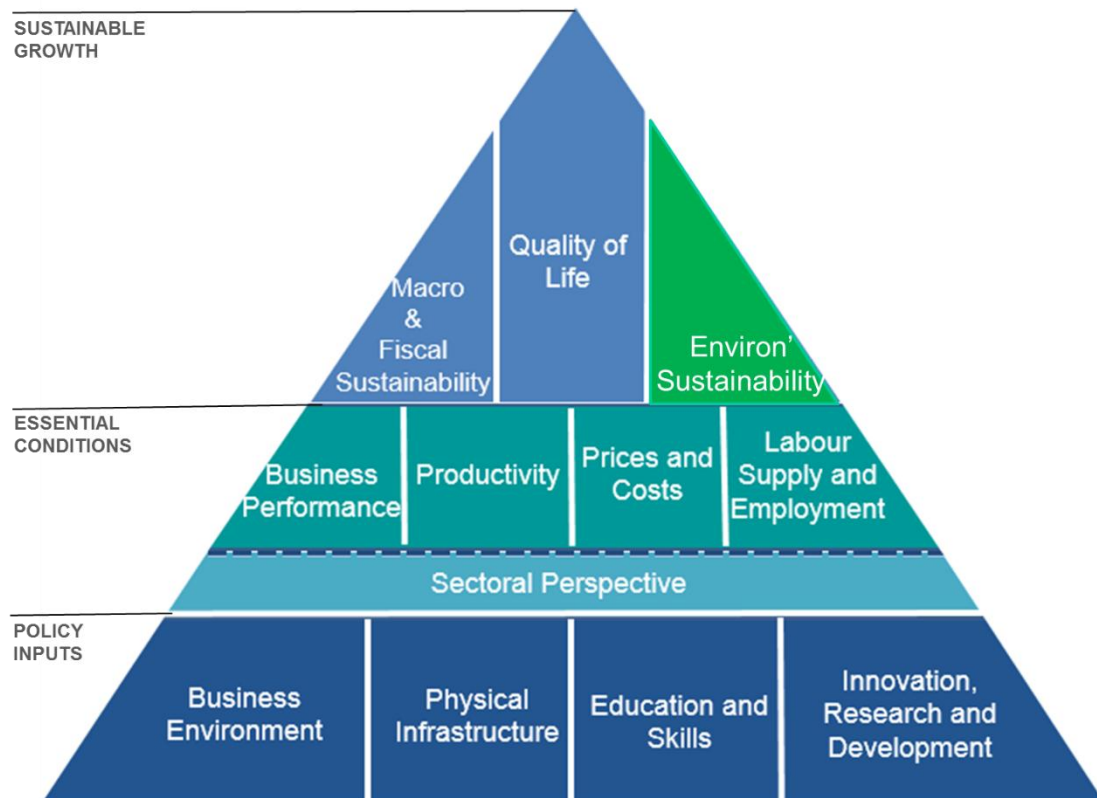 SUSTAINABLE
GROWTH
Quality of
Life
Macro
&
Fiscal
Sustainability
Environ’
Sustainability
ESSENTIAL
CONDITIONS
Business
Performance
Productivity
Prices and
Costs
Labour
Supply and
Employment
Sectoral Perspective
POLICY
INPUTS
Business
Environment
Physical
Infrastructure
Education and
Skills
Innovation,
Research and
Development